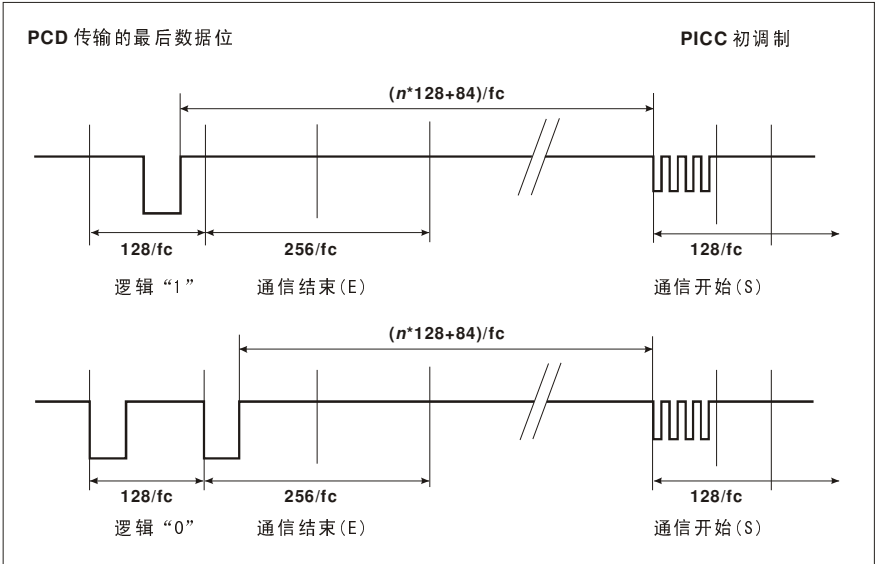 PCD 传输的最后数据位 PICC 初调制
(n*128+84)/fc
128/fc 256/fc 128/fc
逻辑“1” 通信结束(E) 通信开始(S)
(n*128+84)/fc
128/fc 256/fc 128/fc
逻辑“0” 通信结束(E) 通信开始(S)